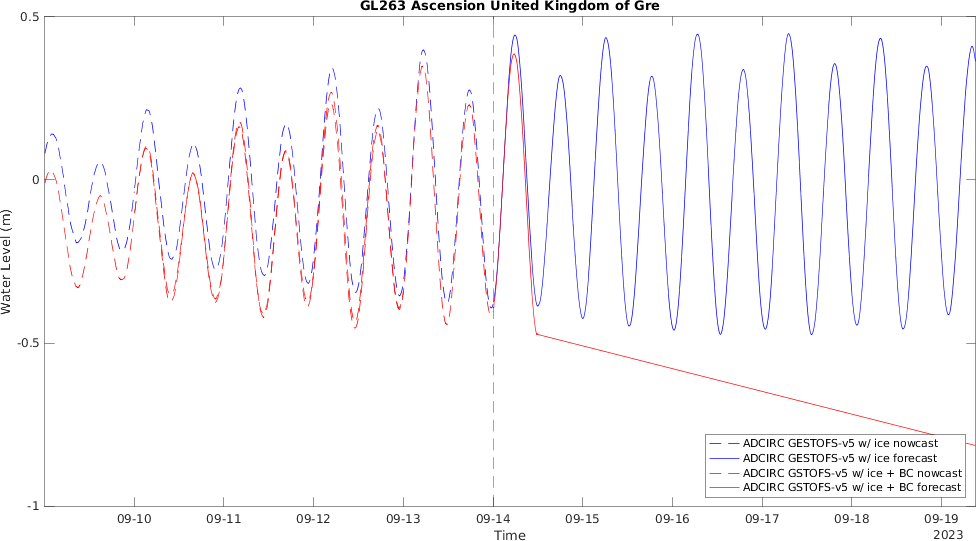 GL263 Ascension United Kingdom of Gre
0.5
0
-0.5
-1
Water Level (m)
09-10 09-11 09-12 09-13 09-14 09-15 09-16 09-17 09-18 09-19
2023
Time
ADCIRC GESTOFS-v5 w/ ice nowcast
ADCIRC GESTOFS-v5 w/ ice forecast
ADCIRC GSTOFS-v5 w/ ice + BC nowcast
ADCIRC GSTOFS-v5 w/ ice + BC forecast